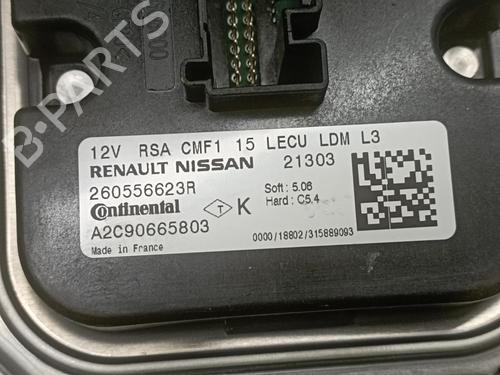 B-PARTS
12V RSA CMF1 15 LECU LDM L3
RENAULT NISSAN 21303
260556623R
Soft : 5.06
Continental
T K
Hard : C5.4
A2C90665803
Made in France
0000/18802/315889093